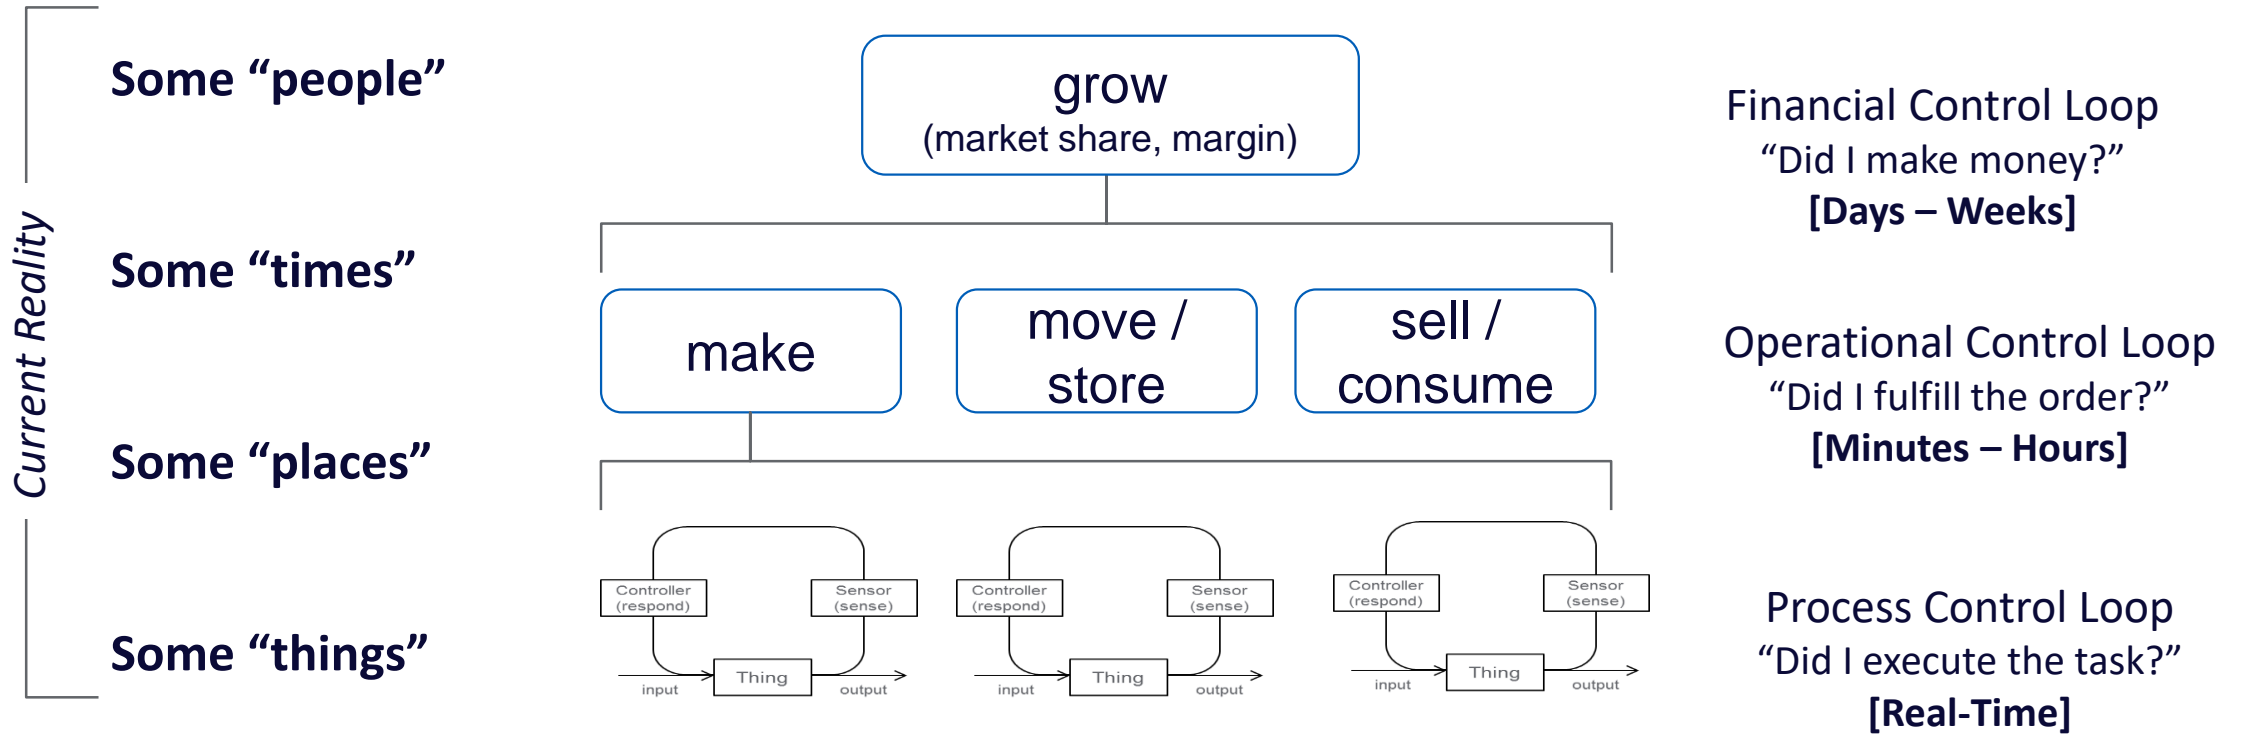 Current Reality
Some “people”
Some “times”
Some “places”
Some “things”
grow
(market share, margin)
make
move /
store
sell /
consume
Controller
(respond)
Sensor
(sense)
Thing
input
output
Controller
(respond)
Sensor
(sense)
Thing
input
output
Controller
(respond)
Sensor
(sense)
Thing
input
output
Financial Control Loop
“Did I make money?”
[Days – Weeks]
Operational Control Loop
“Did I fulfill the order?”
[Minutes – Hours]
Process Control Loop
“Did I execute the task?”
[Real-Time]